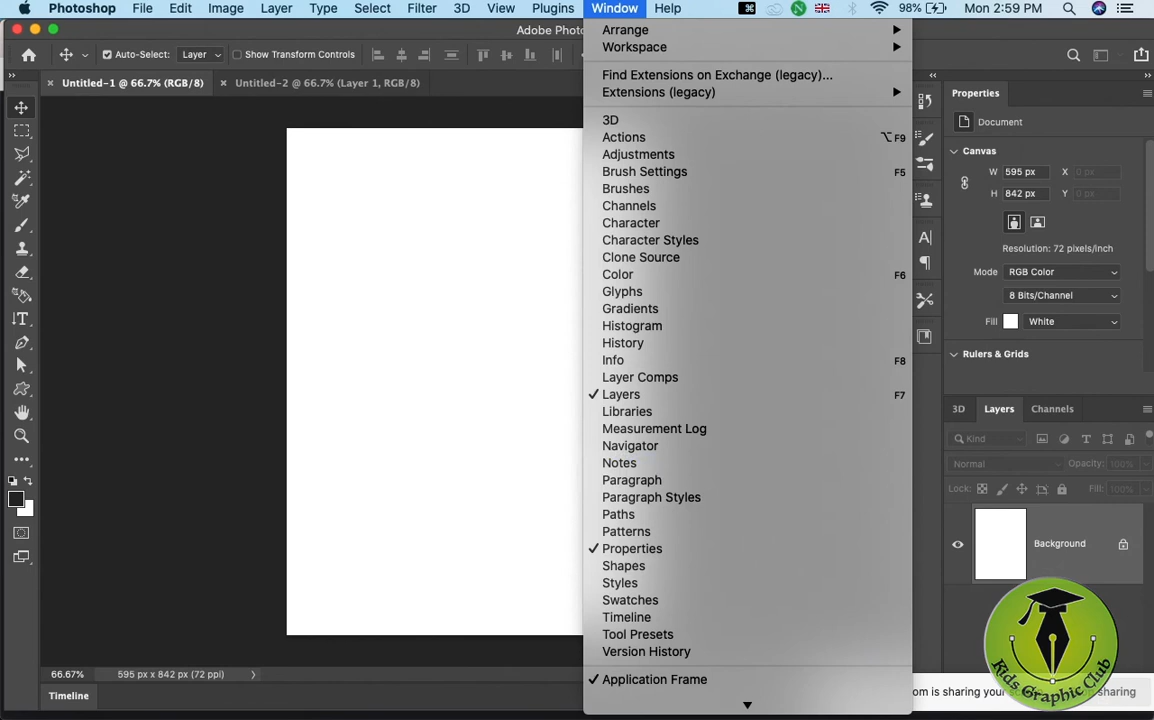 Photoshop File Edit Image Layer Type Select Filter 3D View Plugins Window Help 98% Mon 2:59 PM
Adobe Photo
Auto-Select: Layer Show Transform Controls
Untitled-1 @ 66.7% (RGB/8) Untitled-2 @ 66.7% (Layer 1, RGB/8)
Arrange
Workspace
Find Extensions on Exchange (legacy)...
Extensions (legacy)
3D
Actions ⌥F9
Adjustments
Brush Settings F5
Brushes
Channels
Character
Character Styles
Clone Source
Color F6
Glyphs
Gradients
Histogram
History
Info F8
Layer Comps
Layers F7
Libraries
Measurement Log
Navigator
Notes
Paragraph
Paragraph Styles
Paths
Patterns
Properties
Shapes
Styles
Swatches
Timeline
Tool Presets
Version History
Application Frame
Properties
Document
Canvas
W 595 px X 0 px
H 842 px Y 0 px
Resolution: 72 pixels/inch
Mode RGB Color
8 Bits/Channel
Fill White
Rulers & Grids
3D Layers Channels
Kind
Normal Opacity: 100%
Lock: Fill: 100%
Background
66.67% 595 px x 842 px (72 ppi)
Timeline
om is sharing your sharing
Kids Graphic Club